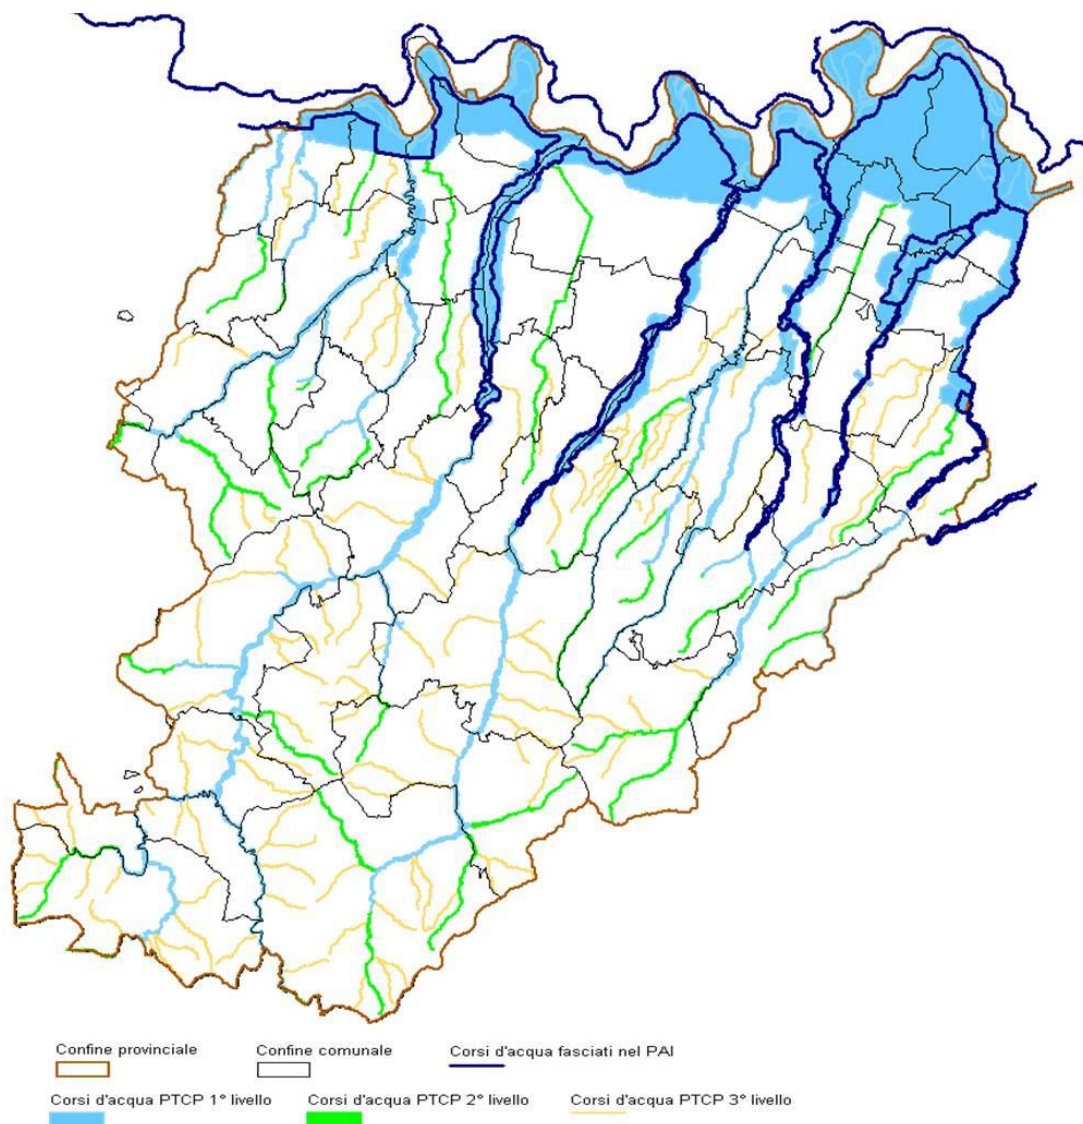 Confine provinciale Confine comunale Corsi d'acqua fasciati nel PAI
Corsi d'acqua PTCP 1° livello Corsi d'acqua PTCP 2° livello Corsi d'acqua PTCP 3° livello